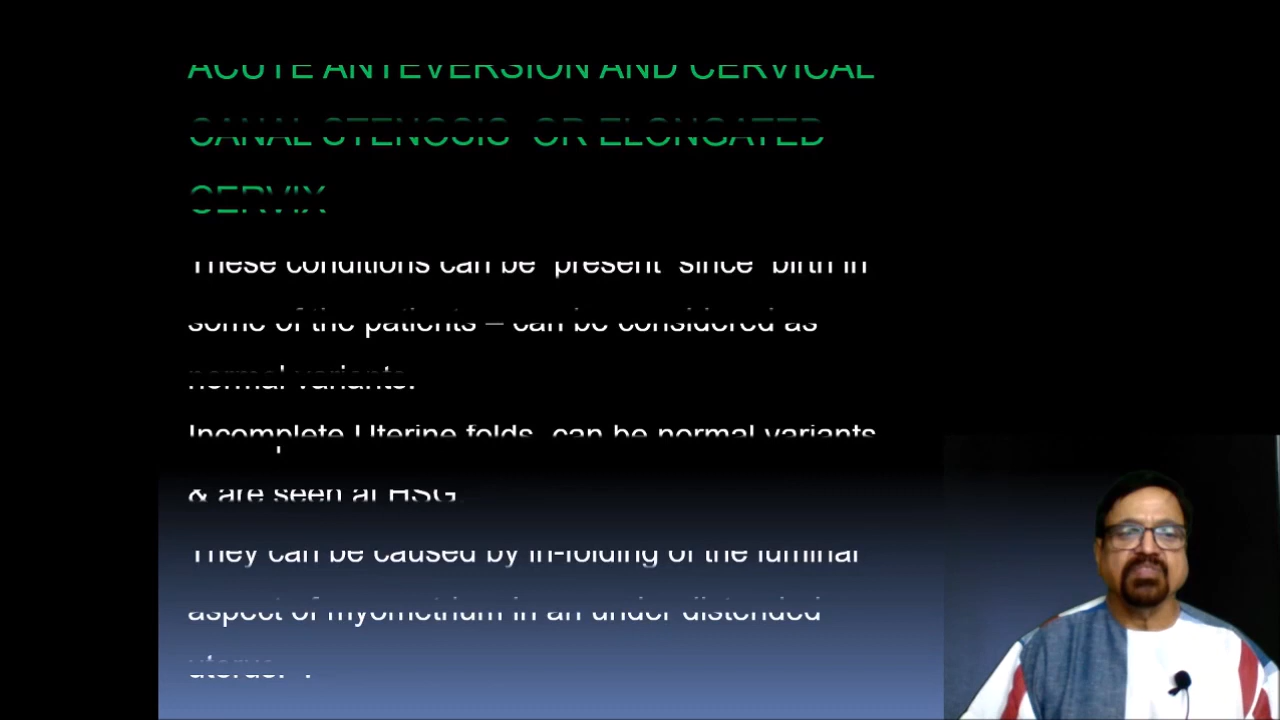 ACUTE ANTEVERSION AND CERVICAL
CANAL STENOSIS OR ELONGATED
CERVIX
These conditions can be present since birth in
some of the patients – can be considered as
normal variants.
Incomplete Uterine folds can be normal variants
& are seen at HSG
They can be caused by in-folding of the luminal
aspect of myometrium in an under distended
uterus. .